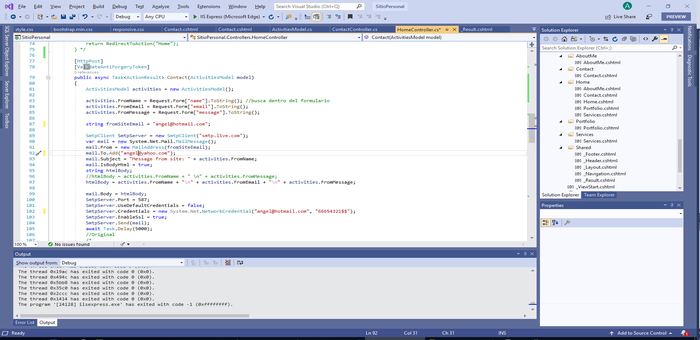 File Edit View Project Build Debug Team Test Analyze Tools Extensions Window Help Search Visual Studio (Ctrl+Q) SitioPersonal
Debug Any CPU IIS Express (Microsoft Edge) Live Share PREVIEW
style.css bootstrap.min.css responsive.css Contact.cshtml ActivitiesModel.cs Result.cshtml HomeController.cs*
SitioPersonal SitioPersonal.Controllers.HomeController Contact(ActivitiesModel model)
SQL Server Object Explorer
Server Explorer
Toolbox
return RedirectToAction("Home");
75 } */
76
77 [HttpPost]
78 [ValidateAntiForgeryToken]
public async Task<ActionResult> Contact(ActivitiesModel model)
80 {
81 ActivitiesModel activities = new ActivitiesModel();
82
83 activities.FromName = Request.Form["name"].ToString(); //busca dentro del formulario
84 activities.FromEmail = Request.Form["email"].ToString();
85 activities.FromMessage = Request.Form["message"].ToString();
86
87 string fromSiteEmail = "angel@hotmail.com";
88
89 SmtpClient SmtpServer = new SmtpClient("smtp.live.com");
90 var mail = new System.Net.Mail.MailMessage();
91 mail.From = new MailAddress(fromSiteEmail);
92 mail.To.Add("angel@yahoo.com");
93 mail.Subject = "Message from site: " + activities.FromName;
94 mail.IsBodyHtml = true;
95 string htmlBody;
96 //htmlBody = activities.FromName + " \n" + activities.FromMessage;
97 htmlBody = activities.FromName + "\n" + activities.FromEmail + "\n" + activities.FromMessage;
98
99 mail.Body = htmlBody;
100 SmtpServer.Port = 587;
101 SmtpServer.UseDefaultCredentials = false;
102 SmtpServer.Credentials = new System.Net.NetworkCredential("angel@hotmail.com", "66654321$$");
103 SmtpServer.EnableSsl = true;
104 SmtpServer.Send(mail);
105 await Task.Delay(5000);
106 //Original
107 /*
100 % No issues found
Output
Show output from: Debug
The thread 0x19ac has exited with code 0 (0x0).
The thread 0x494c has exited with code 0 (0x0).
The thread 0x5bb0 has exited with code 0 (0x0).
The thread 0x35c0 has exited with code 0 (0x0).
The thread 0x2ccc has exited with code 0 (0x0).
The thread 0x1414 has exited with code 0 (0x0).
The program '[24128] iisexpress.exe' has exited with code -1 (0xffffffff).
Error List Output
Solution Explorer
Search Solution Explorer (Ctrl+;)
AboutMe
AboutMe.cshtml
Contact
Contact.cshtml
Home
AboutMe.cshtml
Contact.cshtml
Home.cshtml
Portfolio.cshtml
Services.cshtml
Portfolio
Portfolio.cshtml
Services
Services.cshtml
Shared
_Footer.cshtml
_Header.cshtml
_Layout.cshtml
_Navigation.cshtml
_Result.cshtml
_ViewStart.cshtml
Solution Explorer Team Explorer
Properties
Notifications
Diagnostic Tools
Ready Ln 92 Col 31 Ch 31 INS Add to Source Control